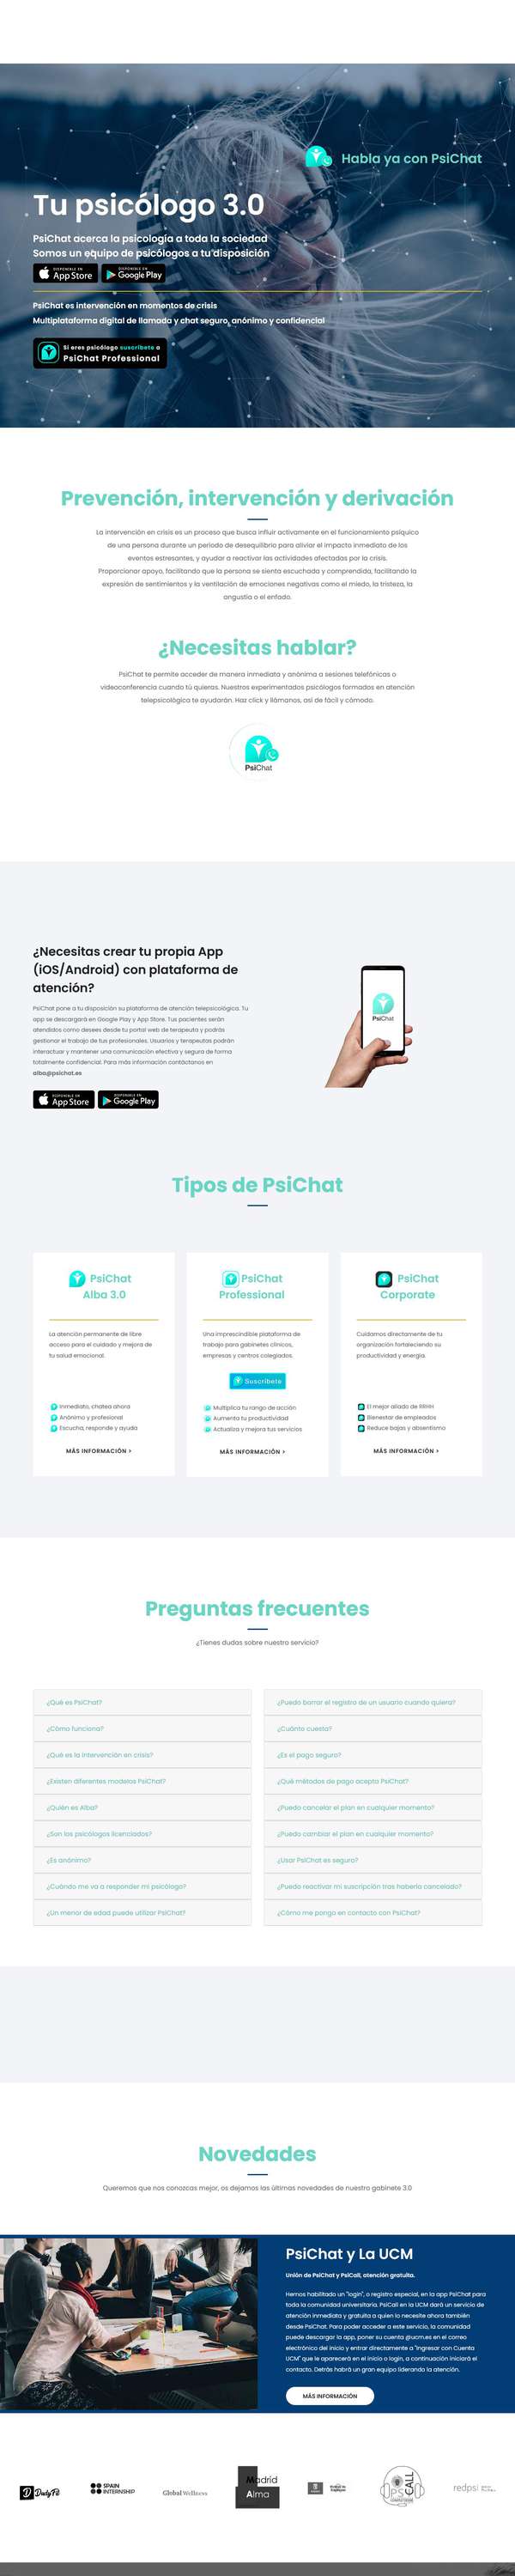 Habla ya con PsiChat
Tu psicólogo 3.0
PsiChat acerca la psicología a toda la sociedad
Somos un equipo de psicólogos a tu disposición
DISPONIBLE EN
App Store
DISPONIBLE EN
Google Play
PsiChat es intervención en momentos de crisis
Multiplataforma digital de llamada y chat seguro, anónimo y confidencial
Si eres psicólogo suscríbete a
PsiChat Professional
Prevención, intervención y derivación
La intervención en crisis es un proceso que busca influir activamente en el funcionamiento psíquico
de una persona durante un período de desequilibrio para aliviar el impacto inmediato de los
eventos estresantes, y ayudar a reactivar las actividades afectadas por la crisis.
Proporcionar apoyo, facilitando que la persona se sienta escuchada y comprendida, facilitando la
expresión de sentimientos y la ventilación de emociones negativas como el miedo, la tristeza, la
angustia o el enfado.
¿Necesitas hablar?
PsiChat te permite acceder de manera inmediata y anónima a sesiones telefónicas o
videoconferencia cuando tú quieras. Nuestros experimentados psicólogos formados en atención
telepsicológica te ayudarán. Haz click y llámanos, así de fácil y cómodo.
PsiChat
¿Necesitas crear tu propia App
(iOS/Android) con plataforma de
atención?
PsiChat pone a tu disposición su plataforma de atención telepsicológica. Tu
app se descargará en Google Play y App Store. Tus pacientes serán
atendidos como desees desde tu portal web de terapeuta y podrás
gestionar el trabajo de tus profesionales. Usuarios y terapeutas podrán
interactuar y mantener una comunicación efectiva y segura de forma
totalmente confidencial. Para más información contáctanos en
alba@psichat.es
DISPONIBLE EN
App Store
DISPONIBLE EN
Google Play
PsiChat
Tipos de PsiChat
PsiChat
Alba 3.0
La atención permanente de libre
acceso para el cuidado y mejora de
tu salud emocional.
Inmediato, chatea ahora
Anónimo y profesional
Escucha, responde y ayuda
MÁS INFORMACIÓN >
PsiChat
Professional
Una imprescindible plataforma de
trabajo para gabinetes clínicos,
empresas y centros colegiados.
Suscríbete
Multiplica tu rango de acción
Aumenta tu productividad
Actualiza y mejora tus servicios
MÁS INFORMACIÓN >
PsiChat
Corporate
Cuidamos directamente de tu
organización fortaleciendo su
productividad y energía.
El mejor aliado de RRHH
Bienestar de empleados
Reduce bajas y absentismo
MÁS INFORMACIÓN >
Preguntas frecuentes
¿Tienes dudas sobre nuestro servicio?
¿Qué es PsiChat?
¿Cómo funciona?
¿Qué es la intervención en crisis?
¿Existen diferentes modelos PsiChat?
¿Quién es Alba?
¿Son los psicólogos licenciados?
¿Es anónimo?
¿Cuándo me va a responder mi psicólogo?
¿Un menor de edad puede utilizar PsiChat?
¿Puedo borrar el registro de un usuario cuando quiera?
¿Cuánto cuesta?
¿Es el pago seguro?
¿Qué métodos de pago acepta PsiChat?
¿Puedo cancelar el plan en cualquier momento?
¿Puedo cambiar el plan en cualquier momento?
¿Usar PsiChat es seguro?
¿Puedo reactivar mi suscripción tras haberla cancelado?
¿Cómo me pongo en contacto con PsiChat?
Novedades
Queremos que nos conozcas mejor, os dejamos las últimas novedades de nuestro gabinete 3.0
PsiChat y La UCM
Unión de PsiChat y PsiCall, atención gratuita.
Hemos habilitado un "login", o registro especial, en la app PsiChat para
toda la comunidad universitaria. PsiCall en la UCM dará un servicio de
atención inmediata y gratuita a quien lo necesite ahora también
desde PsiChat. Para poder acceder a este servicio, la comunidad
puede descargar la app, poner su cuenta @ucm.es en el correo
electrónico del inicio y entrar directamente a "Ingresar con Cuenta
UCM" que le aparecerá en el inicio o login, a continuación iniciará el
contacto. Detrás habrá un gran equipo liderando la atención.
MÁS INFORMACIÓN
DudyFit
SPAIN
INTERNSHIP
Global Wellness
Madrid
Alma
PSI
CALL
redpsi